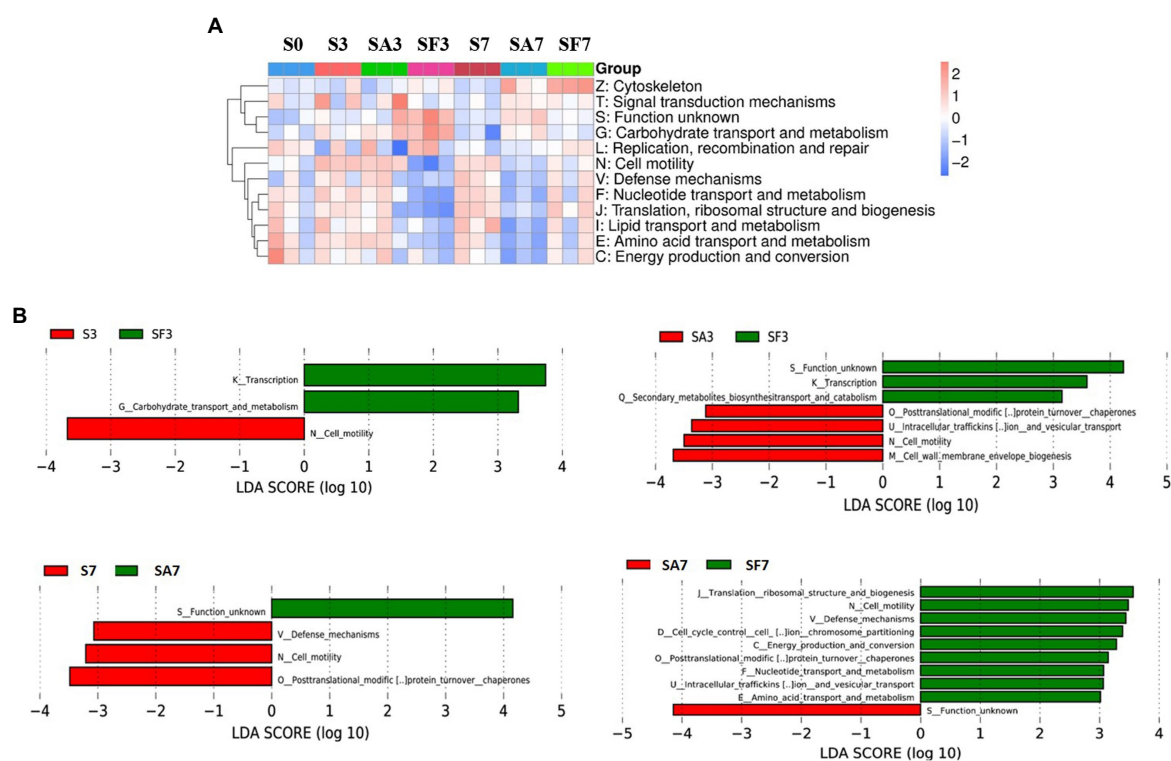 A
S0 S3 SA3 SF3 S7 SA7 SF7
Group
Z: Cytoskeleton
T: Signal transduction mechanisms
S: Function unknown
G: Carbohydrate transport and metabolism
L: Replication, recombination and repair
N: Cell motility
V: Defense mechanisms
F: Nucleotide transport and metabolism
J: Translation, ribosomal structure and biogenesis
I: Lipid transport and metabolism
E: Amino acid transport and metabolism
C: Energy production and conversion
2
1
0
-1
-2
B
S3 SF3
K__Transcription
G__Carbohydrate_transport_and_metabolism
N__Cell_motility
−4 −3 −2 −1 0 1 2 3 4
LDA SCORE (log 10)
SA3 SF3
S__Function_unknown
K__Transcription
Q__Secondary_metabolites_biosynthesitransport_and_catabolism
O__Posttranslational_modific [..]protein_turnover__chaperones
U__Intracellular_traffickins [..]ion__and_vesicular_transport
N__Cell_motility
M__Cell_wall_membrane_envelope_biogenesis
−4 −3 −2 −1 0 1 2 3 4 5
LDA SCORE (log 10)
S7 SA7
S__Function_unknown
V__Defense_mechanisms
N__Cell_motility
O__Posttranslational_modific [..]protein_turnover__chaperones
−4 −3 −2 −1 0 1 2 3 4 5
LDA SCORE (log 10)
SA7 SF7
J__Translation__ribosomal_structure_and_biogenesis
N__Cell_motility
V__Defense_mechanisms
D__Cell_cycle_control__cell_ [..]ion__chromosome_partitioning
C__Energy_production_and_conversion
O__Posttranslational_modific [..]protein_turnover__chaperones
F__Nucleotide_transport_and_metabolism
U__Intracellular_traffickins [..]ion__and_vesicular_transport
E__Amino_acid_transport_and_metabolism
S__Function_unknown
−5 −4 −3 −2 −1 0 1 2 3 4
LDA SCORE (log 10)